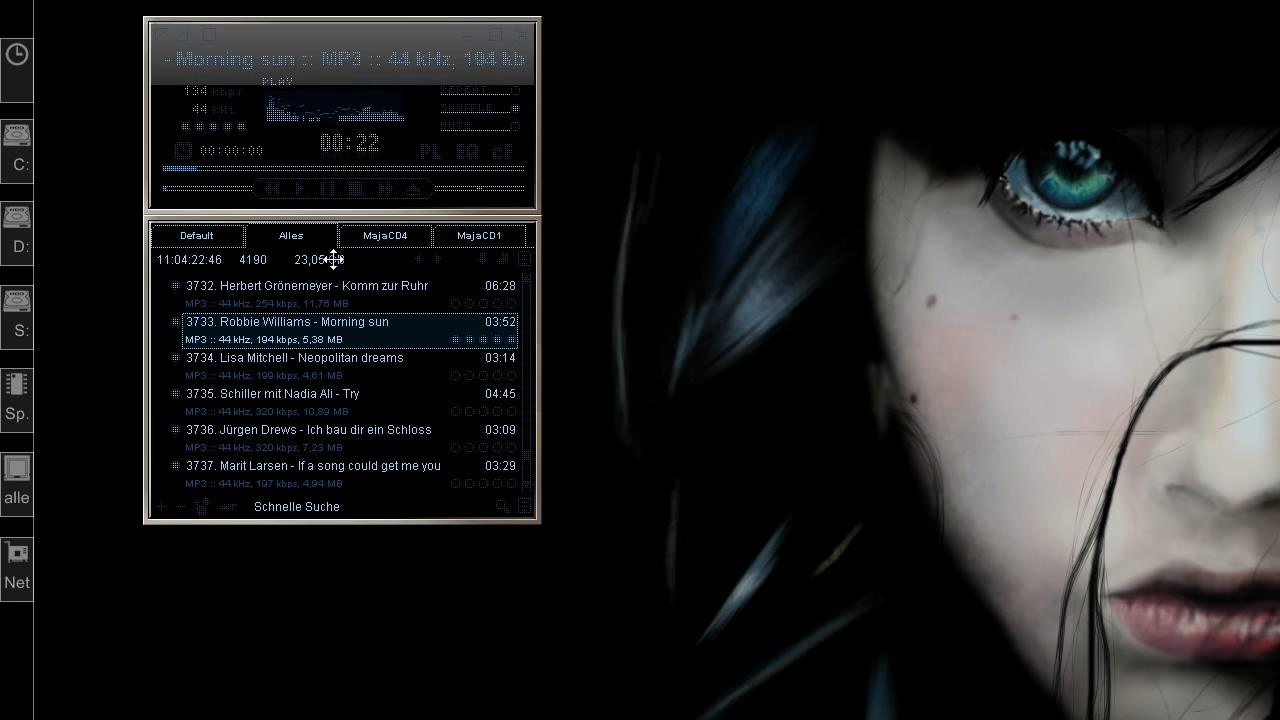 - Morning sun :: MP3 :: 44 kHz, 194 kb
PLAY
194 kbps
44 kHz
REPEAT
SHUFFLE
00:22
00:00:00
PL EQ cF
Default Alles MajaCD4 MajaCD1
11:04:22:46 4190
3732. Herbert Grönemeyer - Komm zur Ruhr 06:28
MP3 :: 44 kHz, 254 kbps, 11,76 MB
3733. Robbie Williams - Morning sun 03:52
MP3 :: 44 kHz, 194 kbps, 5,38 MB
3734. Lisa Mitchell - Neopolitan dreams 03:14
MP3 :: 44 kHz, 199 kbps, 4,61 MB
3735. Schiller mit Nadia Ali - Try 04:45
MP3 :: 44 kHz, 320 kbps, 10,89 MB
3736. Jürgen Drews - Ich bau dir ein Schloss 03:09
MP3 :: 44 kHz, 320 kbps, 7,23 MB
3737. Marit Larsen - If a song could get me you 03:29
MP3 :: 44 kHz, 197 kbps, 4,94 MB
Schnelle Suche
C:
D:
S:
Sp.
alle
Net